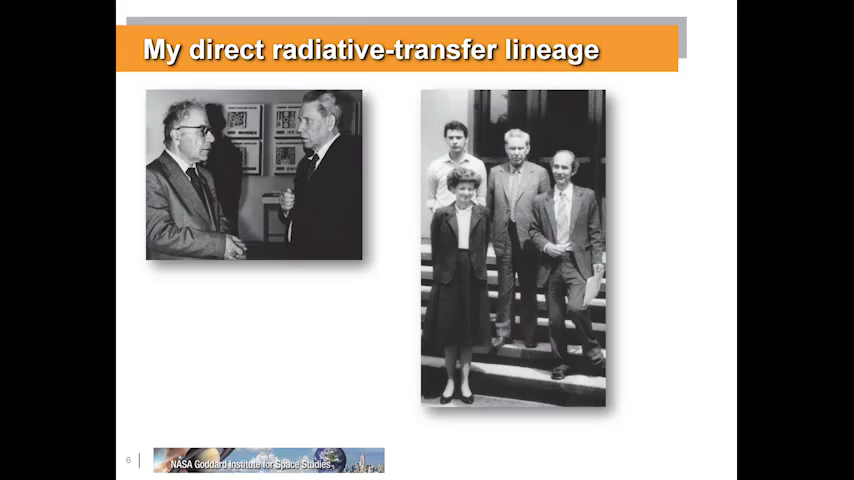 My direct radiative-transfer lineage
6
NASA Goddard Institute for Space Studies